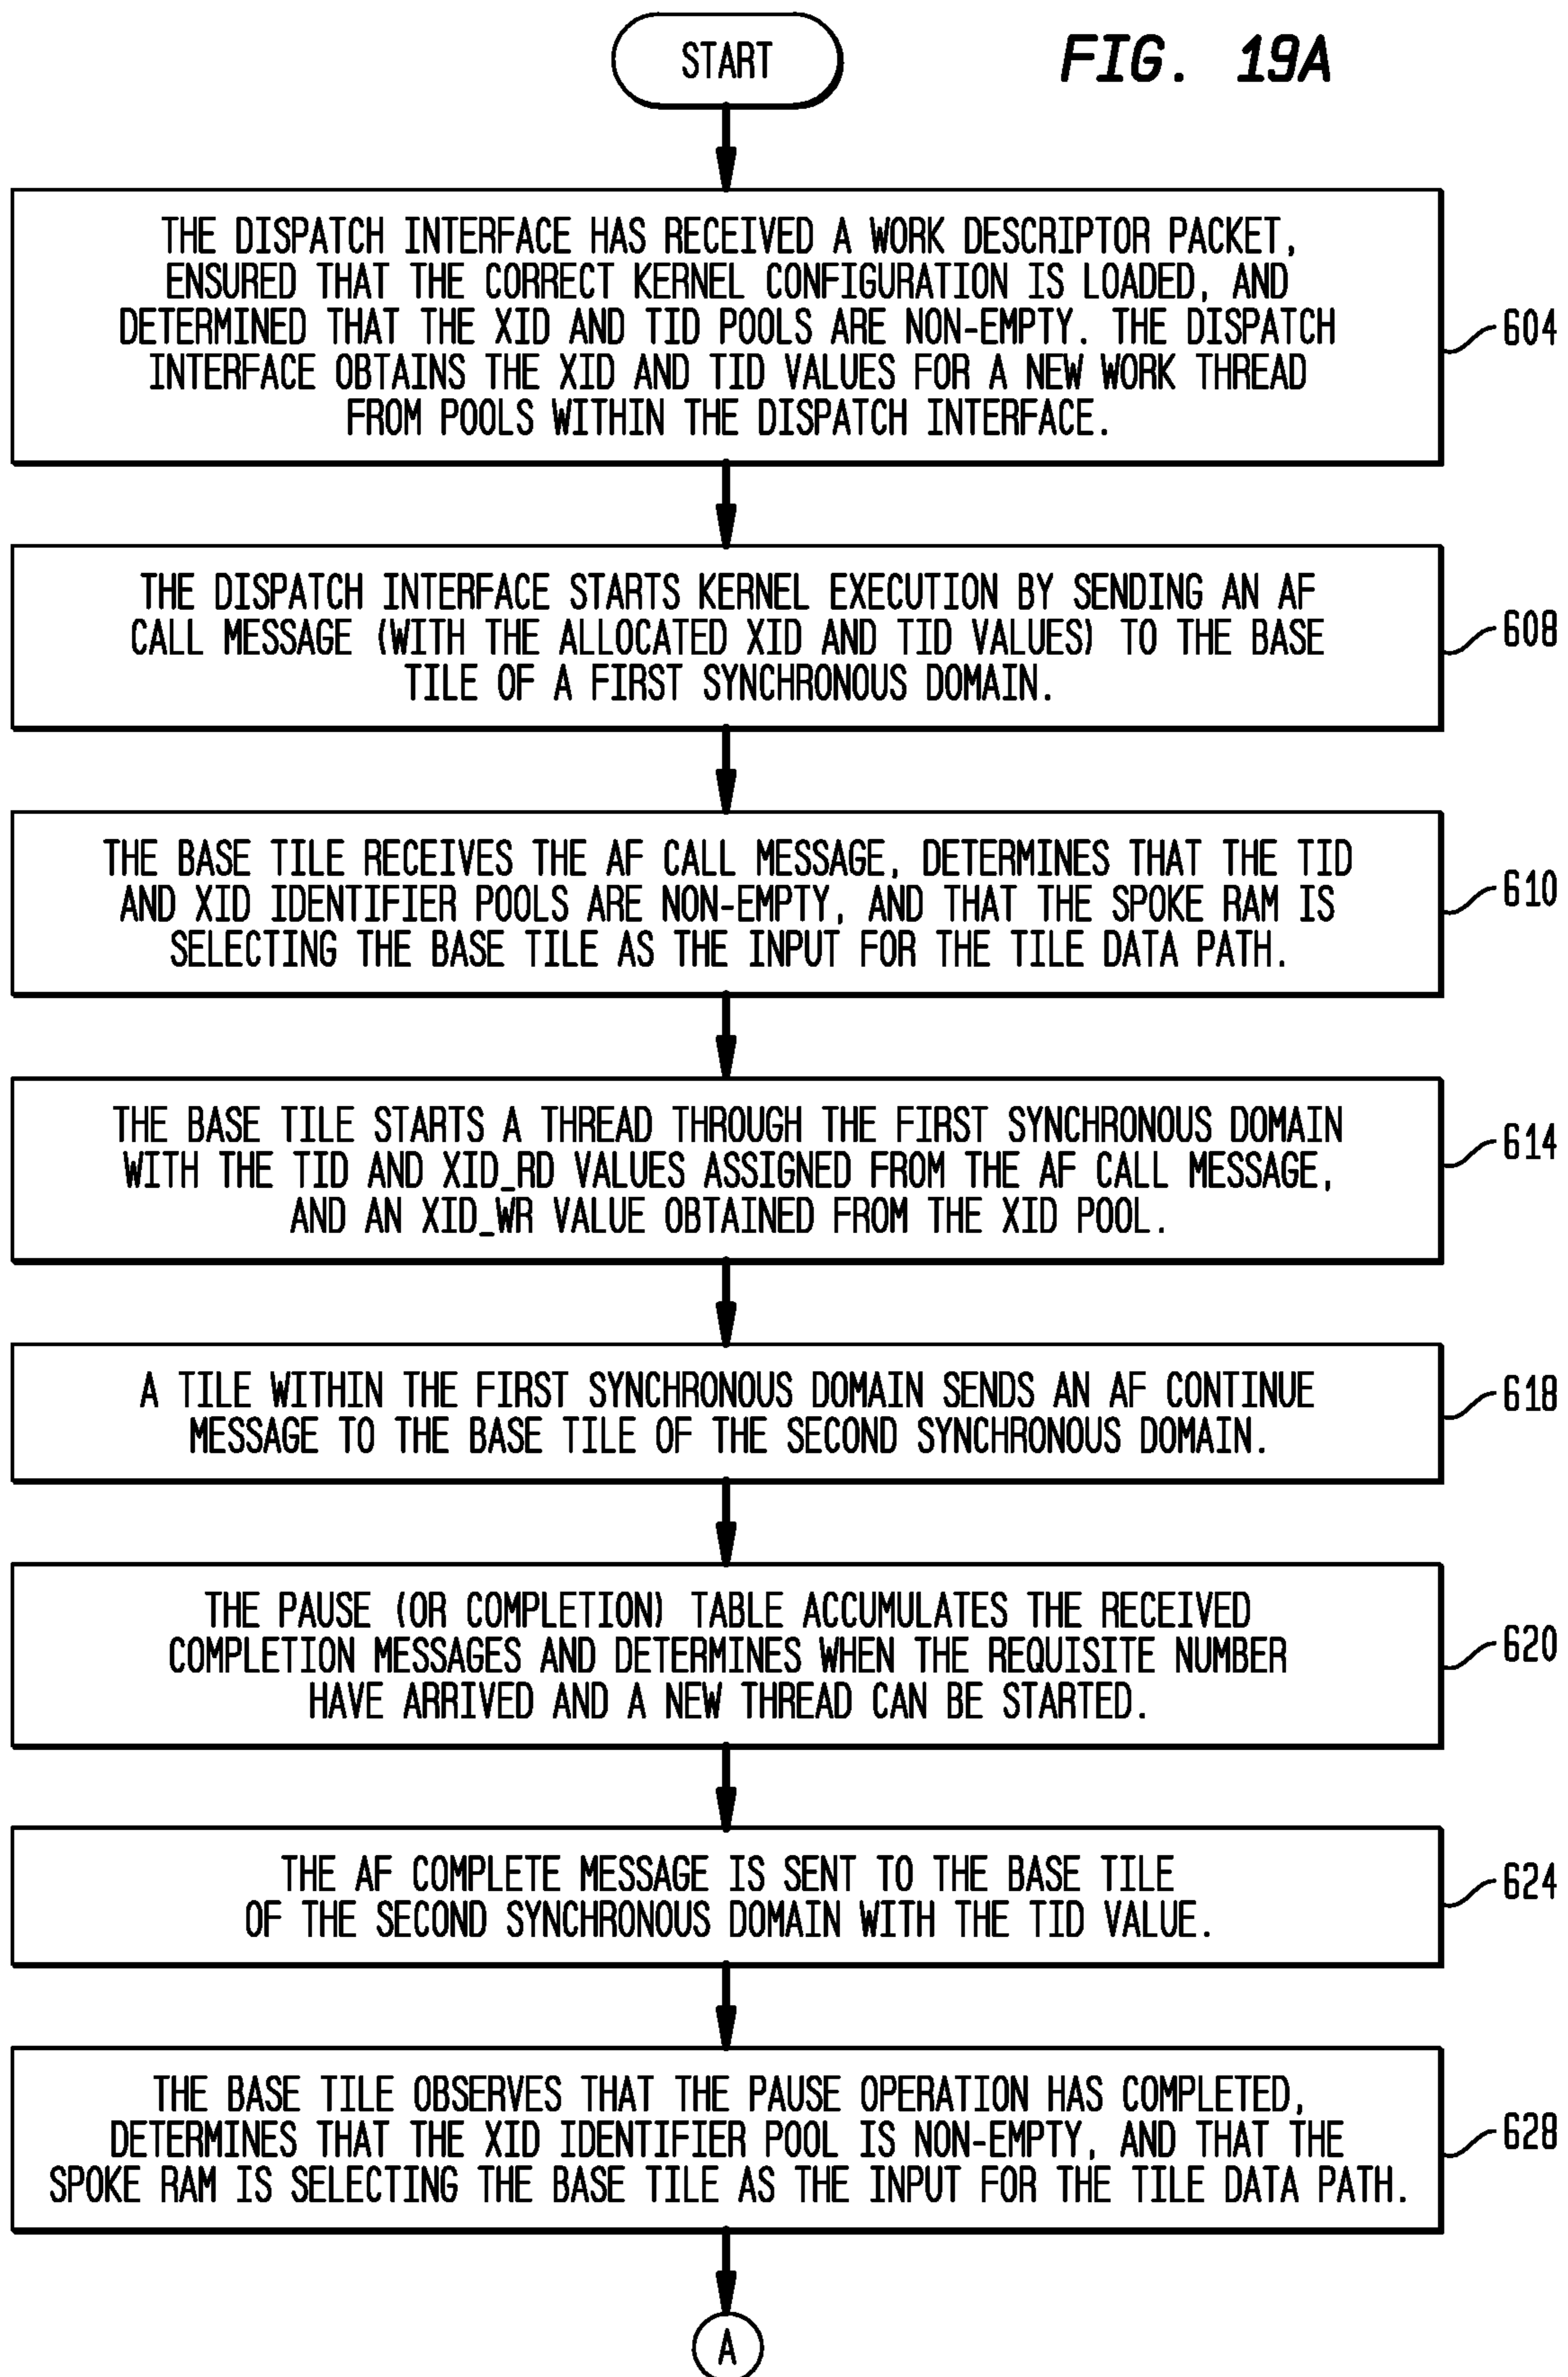 START
FIG. 19A
THE DISPATCH INTERFACE HAS RECEIVED A WORK DESCRIPTOR PACKET,
ENSURED THAT THE CORRECT KERNEL CONFIGURATION IS LOADED, AND
DETERMINED THAT THE XID AND TID POOLS ARE NON-EMPTY. THE DISPATCH
INTERFACE OBTAINS THE XID AND TID VALUES FOR A NEW WORK THREAD
FROM POOLS WITHIN THE DISPATCH INTERFACE.
604
THE DISPATCH INTERFACE STARTS KERNEL EXECUTION BY SENDING AN AF
CALL MESSAGE (WITH THE ALLOCATED XID AND TID VALUES) TO THE BASE
TILE OF A FIRST SYNCHRONOUS DOMAIN.
608
THE BASE TILE RECEIVES THE AF CALL MESSAGE, DETERMINES THAT THE TID
AND XID IDENTIFIER POOLS ARE NON-EMPTY, AND THAT THE SPOKE RAM IS
SELECTING THE BASE TILE AS THE INPUT FOR THE TILE DATA PATH.
610
THE BASE TILE STARTS A THREAD THROUGH THE FIRST SYNCHRONOUS DOMAIN
WITH THE TID AND XID_RD VALUES ASSIGNED FROM THE AF CALL MESSAGE,
AND AN XID_WR VALUE OBTAINED FROM THE XID POOL.
614
A TILE WITHIN THE FIRST SYNCHRONOUS DOMAIN SENDS AN AF CONTINUE
MESSAGE TO THE BASE TILE OF THE SECOND SYNCHRONOUS DOMAIN.
618
THE PAUSE (OR COMPLETION) TABLE ACCUMULATES THE RECEIVED
COMPLETION MESSAGES AND DETERMINES WHEN THE REQUISITE NUMBER
HAVE ARRIVED AND A NEW THREAD CAN BE STARTED.
620
THE AF COMPLETE MESSAGE IS SENT TO THE BASE TILE
OF THE SECOND SYNCHRONOUS DOMAIN WITH THE TID VALUE.
624
THE BASE TILE OBSERVES THAT THE PAUSE OPERATION HAS COMPLETED,
DETERMINES THAT THE XID IDENTIFIER POOL IS NON-EMPTY, AND THAT THE
SPOKE RAM IS SELECTING THE BASE TILE AS THE INPUT FOR THE TILE DATA PATH.
628
A